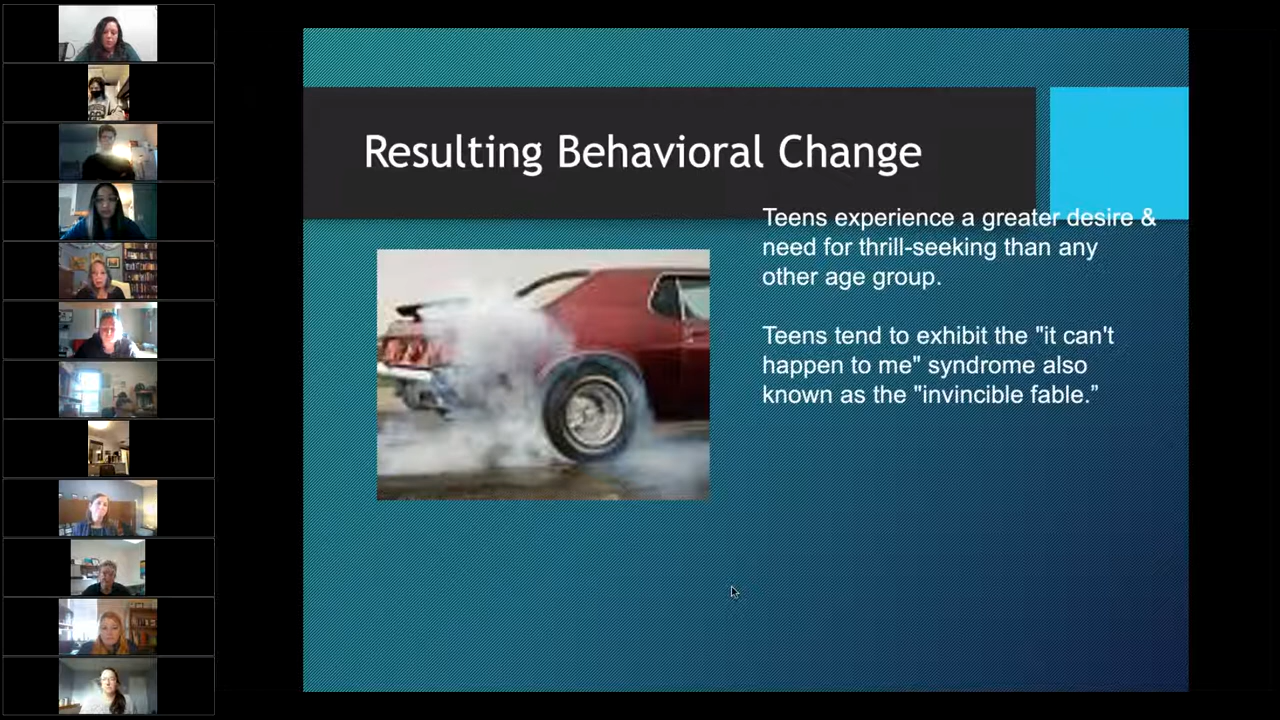 Resulting Behavioral Change
Teens experience a greater desire &
need for thrill-seeking than any
other age group.
Teens tend to exhibit the "it can't
happen to me" syndrome also
known as the "invincible fable.”